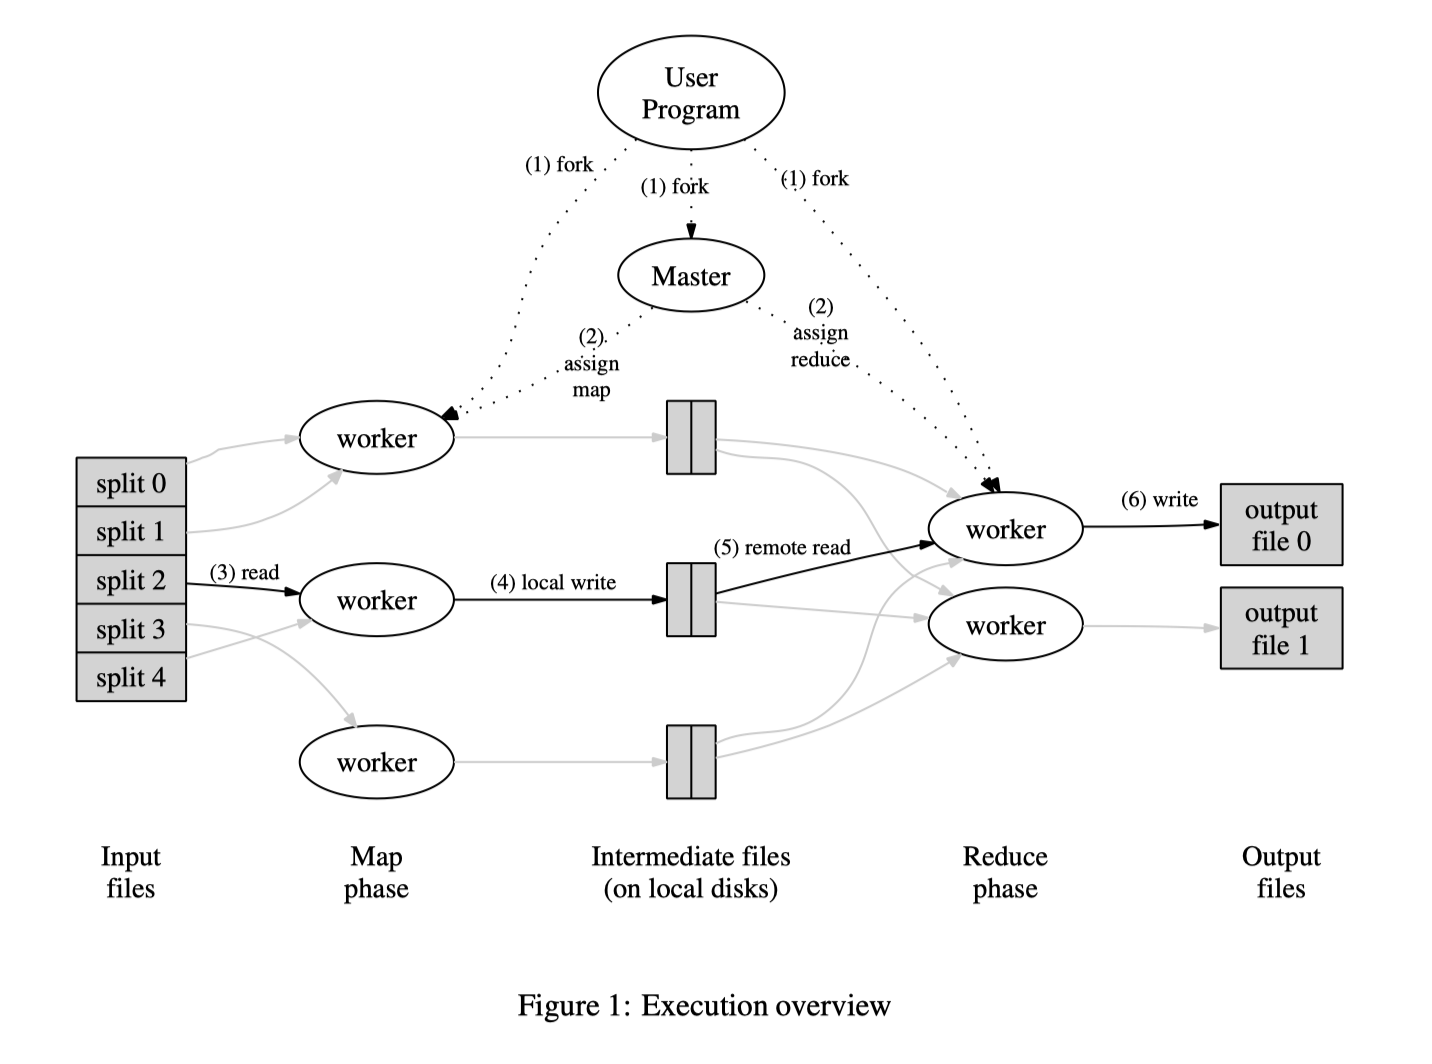 User
Program
(1) fork
(1) fork
(1) fork
Master
(2)
assign
map
(2)
assign
reduce
worker
split 0
split 1
split 2
split 3
split 4
(3) read
worker
(4) local write
worker
(5) remote read
worker
worker
(6) write
output
file 0
output
file 1
Input
files
Map
phase
Intermediate files
(on local disks)
Reduce
phase
Output
files
Figure 1: Execution overview